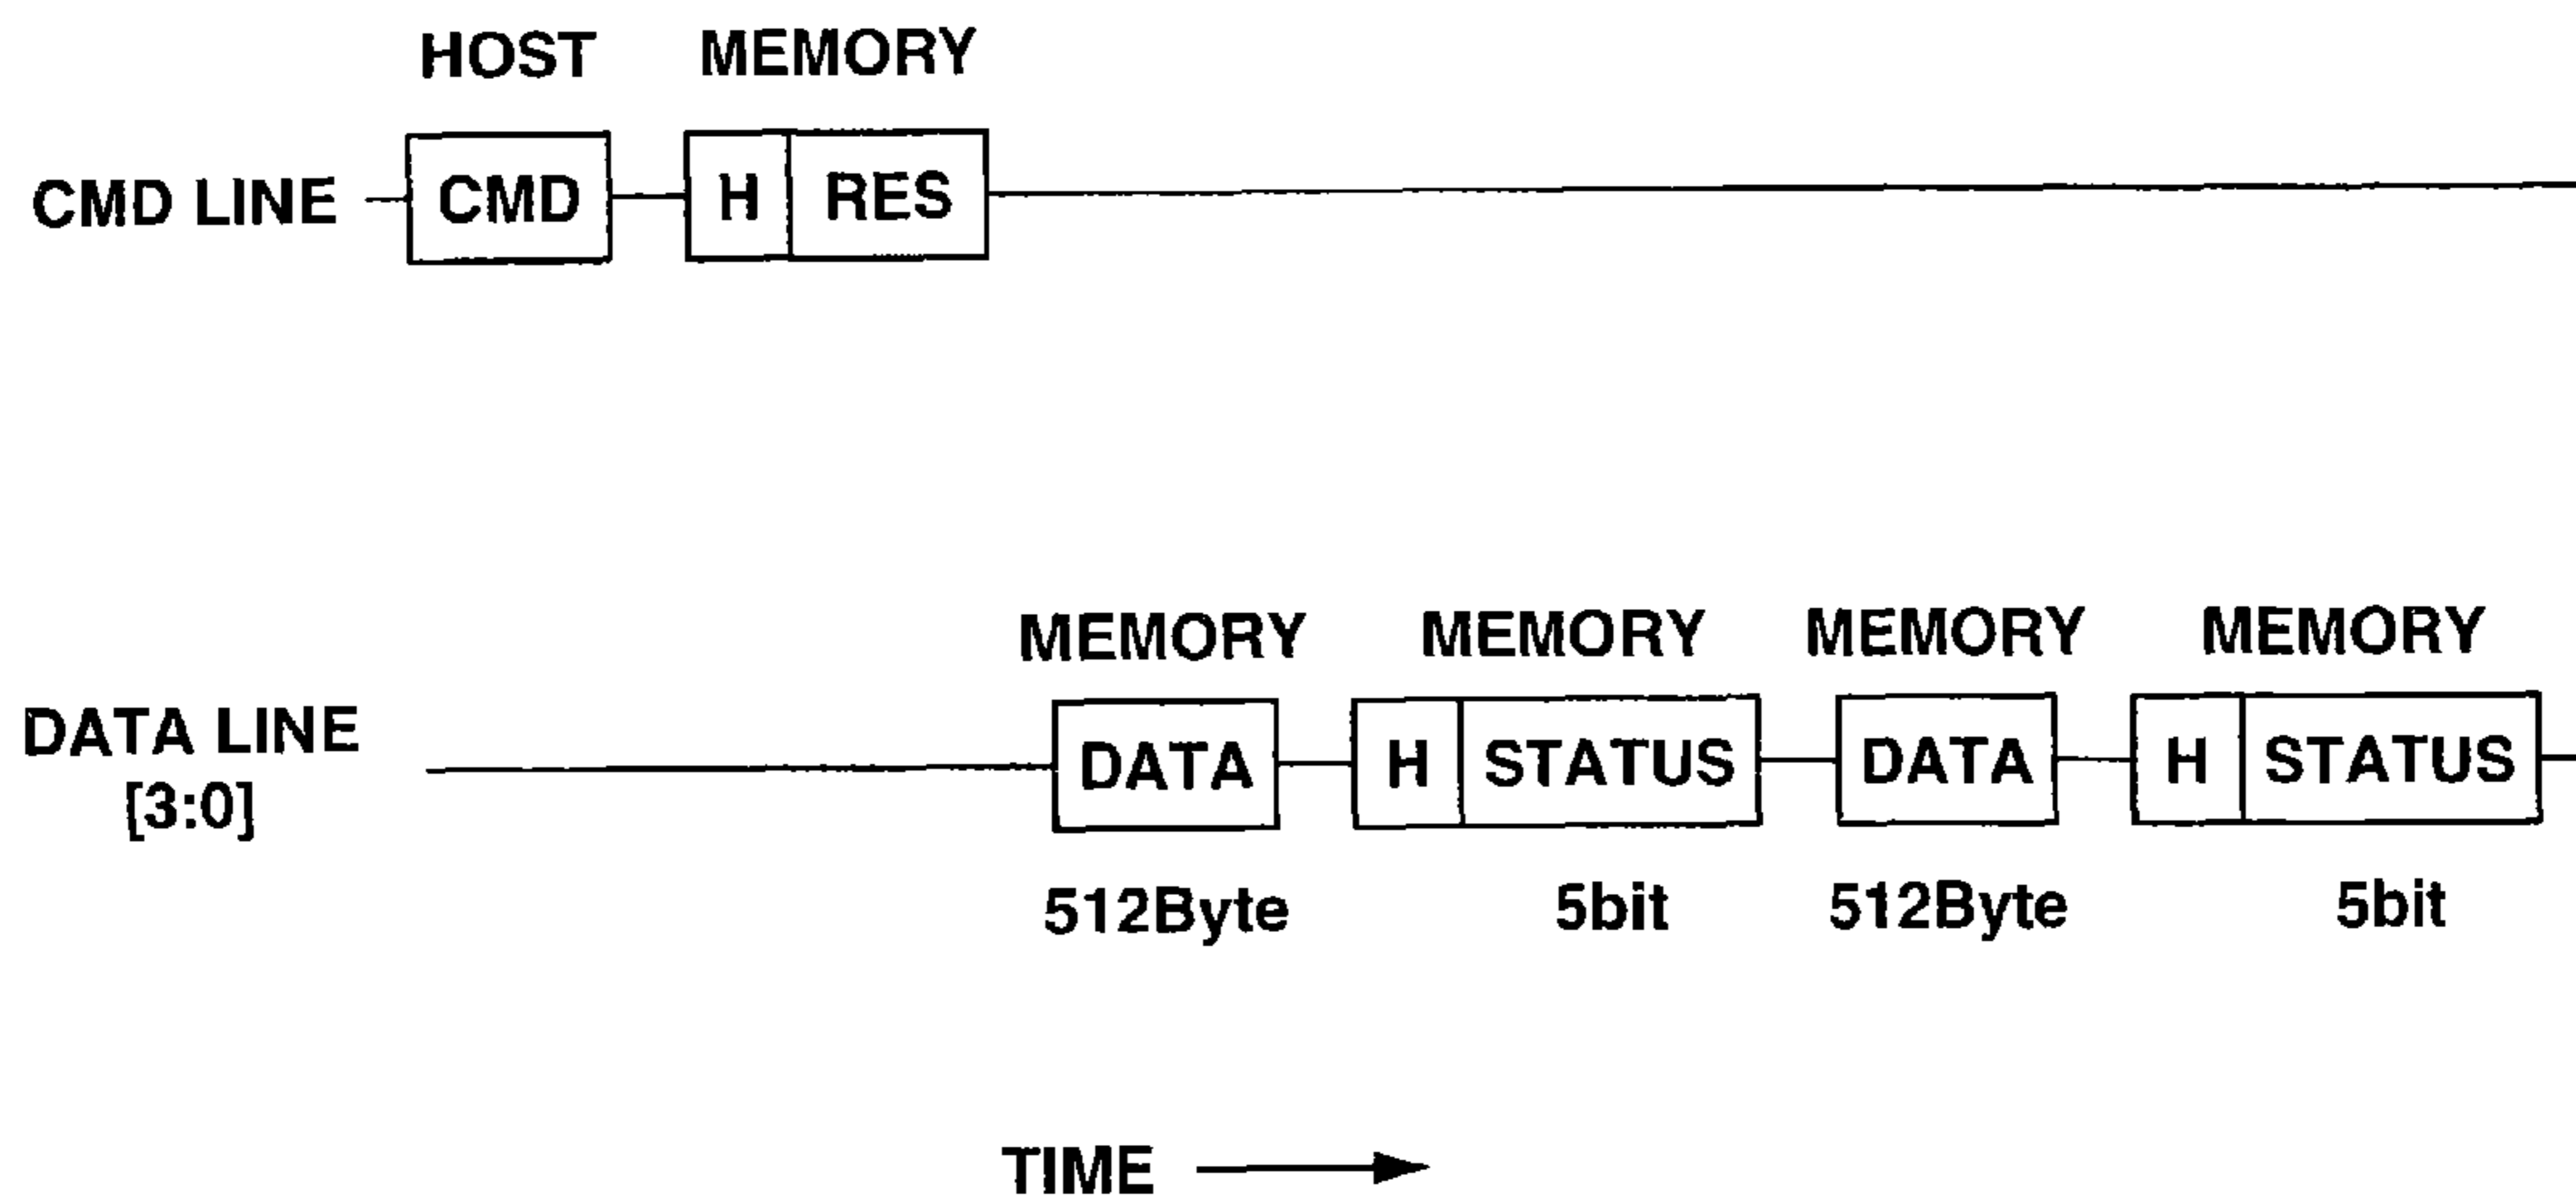 HOST MEMORY
CMD LINE CMD H RES
MEMORY MEMORY MEMORY MEMORY
DATA LINE
[3:0]
DATA H STATUS DATA H STATUS
512Byte 5bit 512Byte 5bit
TIME